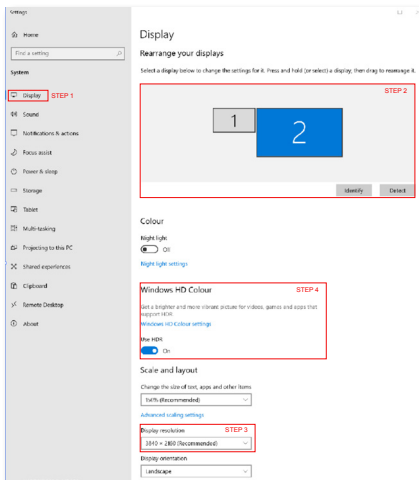 Settings
Home
Find a setting
System
Display STEP 1
Sound
Notifications & actions
Focus assist
Power & sleep
Storage
Tablet
Multi-tasking
Projecting to this PC
Shared experiences
Clipboard
Remote Desktop
About
Display
Rearrange your displays
Select a display below to change the settings for it. Press and hold (or select) a display, then drag to rearrange it.
STEP 2
1
2
Identify Detect
Colour
Night light
Off
Night light settings
Windows HD Colour STEP 4
Get a brighter and more vibrant picture for videos, games and apps that
support HDR.
Windows HD Colour settings
Use HDR
On
Scale and layout
Change the size of text, apps and other items
(Recommended)
Advanced scaling settings
Display resolution STEP 3
3840 × 2160 (Recommended)
Display orientation
Landscape